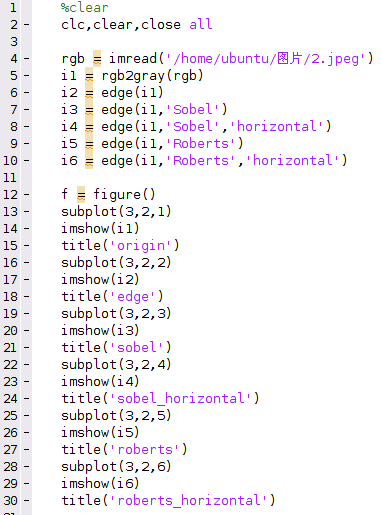 1 %clear
2 - clc,clear,close all
3
4 - rgb = imread('/home/ubuntu/图片/2.jpeg')
5 - i1 = rgb2gray(rgb)
6 - i2 = edge(i1)
7 - i3 = edge(i1,'Sobel')
8 - i4 = edge(i1,'Sobel','horizontal')
9 - i5 = edge(i1,'Roberts')
10 - i6 = edge(i1,'Roberts','horizontal')
11
12 - f = figure()
13 - subplot(3,2,1)
14 - imshow(i1)
15 - title('origin')
16 - subplot(3,2,2)
17 - imshow(i2)
18 - title('edge')
19 - subplot(3,2,3)
20 - imshow(i3)
21 - title('sobel')
22 - subplot(3,2,4)
23 - imshow(i4)
24 - title('sobel_horizontal')
25 - subplot(3,2,5)
26 - imshow(i5)
27 - title('roberts')
28 - subplot(3,2,6)
29 - imshow(i6)
30 - title('roberts_horizontal')